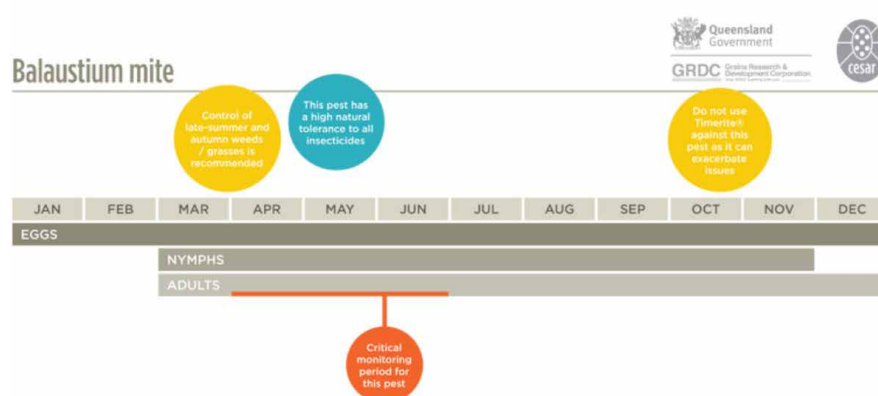 Queensland
Government
GRDC
Grains Research &
Development Corporation
cesar
Balaustium mite
Control of
late-summer and
autumn weeds
/ grasses is
recommended
This pest has
a high natural
tolerance to all
insecticides
Do not use
Timerite®
against this
pest as it can
exacerbate
issues
JAN FEB MAR APR MAY JUN JUL AUG SEP OCT NOV DEC
EGGS
NYMPHS
ADULTS
Critical
monitoring
period for
this pest